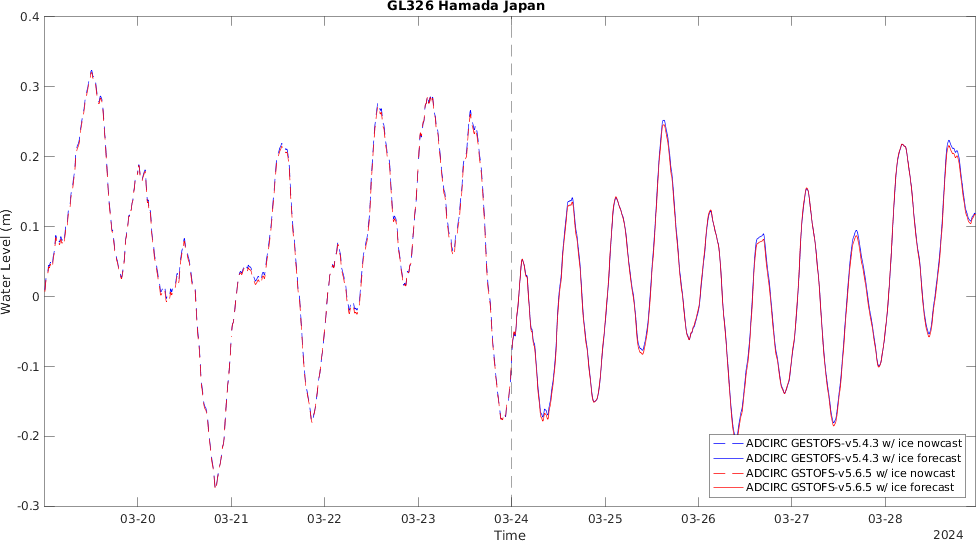 GL326 Hamada Japan
0.4
0.3
0.2
0.1
0
-0.1
-0.2
-0.3
Water Level (m)
ADCIRC GESTOFS-v5.4.3 w/ ice nowcast
ADCIRC GESTOFS-v5.4.3 w/ ice forecast
ADCIRC GSTOFS-v5.6.5 w/ ice nowcast
ADCIRC GSTOFS-v5.6.5 w/ ice forecast
03-20 03-21 03-22 03-23 03-24 03-25 03-26 03-27 03-28
Time
2024